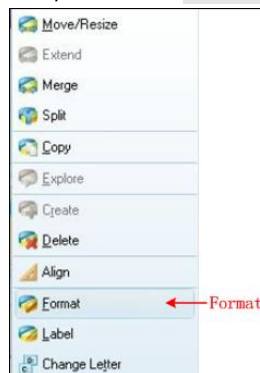 Move/Resize
Extend
Merge
Split
Copy
Explore
Create
Delete
Align
Format Format
Label
Change Letter